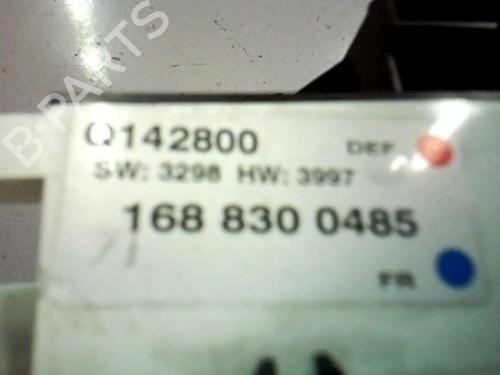 B-PARTS
Q142800 DEF
SW: 3298 HW: 3997
168 830 0485
FR